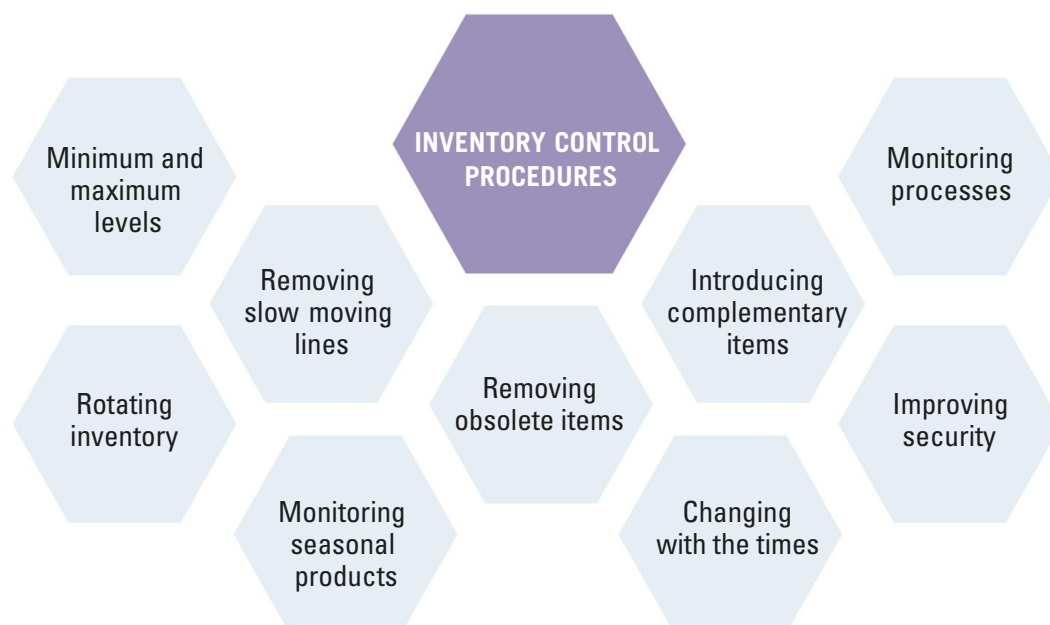 INVENTORY CONTROL
PROCEDURES
Minimum and
maximum
levels
Monitoring
processes
Removing
slow moving
lines
Introducing
complementary
items
Rotating
inventory
Removing
obsolete items
Improving
security
Monitoring
seasonal
products
Changing
with the times